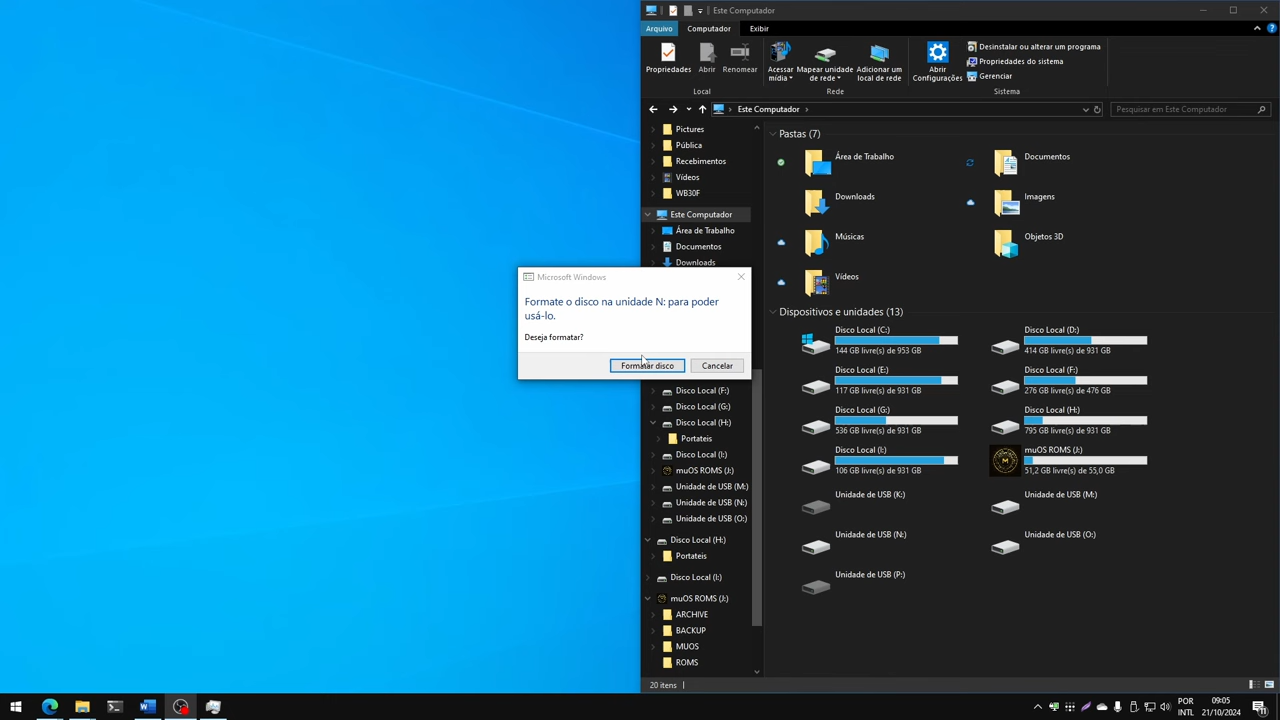 Este Computador
Arquivo
Computador
Exibir
Propriedades
Abrir
Renomear
Acessar
mídia
Mapear unidade
de rede
Adicionar um
local de rede
Abrir
Configurações
Desinstalar ou alterar um programa
Propriedades do sistema
Gerenciar
Local
Rede
Sistema
Este Computador
Pesquisar em Este Computador
Pictures
Pública
Recebimentos
Vídeos
WB30F
Este Computador
Área de Trabalho
Documentos
Downloads
Disco Local (F:)
Disco Local (G:)
Disco Local (H:)
Portateis
Disco Local (I:)
muOS ROMS (J:)
Unidade de USB (M:)
Unidade de USB (N:)
Unidade de USB (O:)
Disco Local (H:)
Portateis
Disco Local (I:)
muOS ROMS (J:)
ARCHIVE
BACKUP
MUOS
ROMS
Pastas (7)
Área de Trabalho
Documentos
Downloads
Imagens
Músicas
Objetos 3D
Vídeos
Dispositivos e unidades (13)
Disco Local (C:)
144 GB livre(s) de 953 GB
Disco Local (D:)
414 GB livre(s) de 931 GB
Disco Local (E:)
117 GB livre(s) de 931 GB
Disco Local (F:)
276 GB livre(s) de 476 GB
Disco Local (G:)
536 GB livre(s) de 931 GB
Disco Local (H:)
795 GB livre(s) de 931 GB
Disco Local (I:)
106 GB livre(s) de 931 GB
muOS ROMS (J:)
51,2 GB livre(s) de 55,0 GB
Unidade de USB (K:)
Unidade de USB (M:)
Unidade de USB (N:)
Unidade de USB (O:)
Unidade de USB (P:)
20 itens
Microsoft Windows
Formate o disco na unidade N: para poder
usá-lo.
Deseja formatar?
Formatar disco
Cancelar
POR
INTL
09:05
21/10/2024